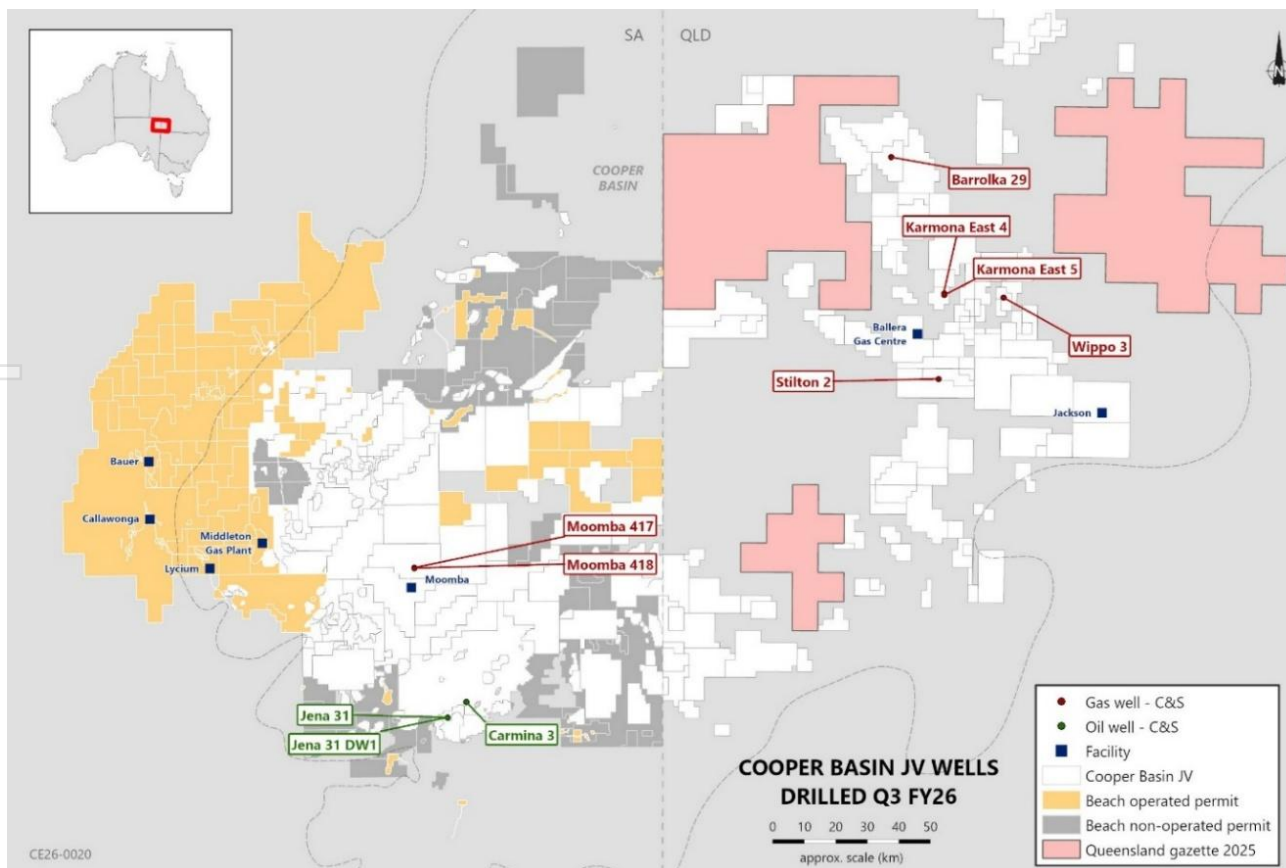 SA
QLD
N
COOPER
BASIN
Barrolka 29
Karmona East 4
Karmona East 5
Ballera
Gas Centre
Wippo 3
Stilton 2
Jackson
Bauer
Callawonga
Middleton
Gas Plant
Lycium
Moomba 417
Moomba 418
Moomba
Jena 31
Jena 31 DW1
Carmina 3
COOPER BASIN JV WELLS
DRILLED Q3 FY26
0 10 20 30 40 50
approx. scale (km)
Gas well - C&S
Oil well - C&S
Facility
Cooper Basin JV
Beach operated permit
Beach non-operated permit
Queensland gazette 2025
CE26-0020